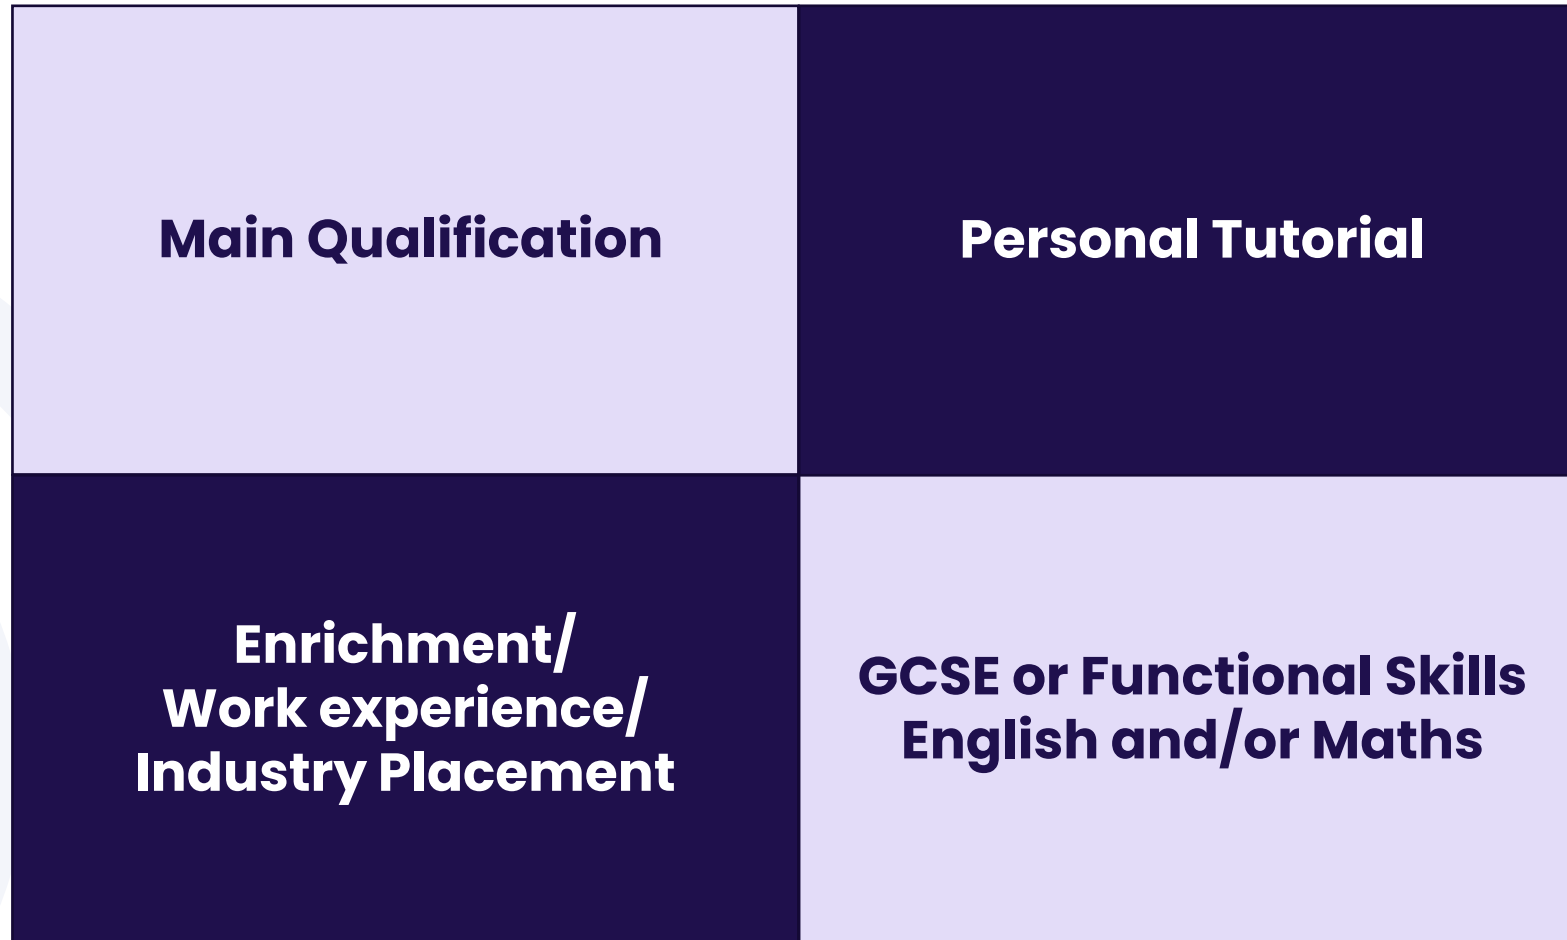 Main Qualification
Personal Tutorial
Enrichment/
Work experience/
Industry Placement
GCSE or Functional Skills
English and/or Maths